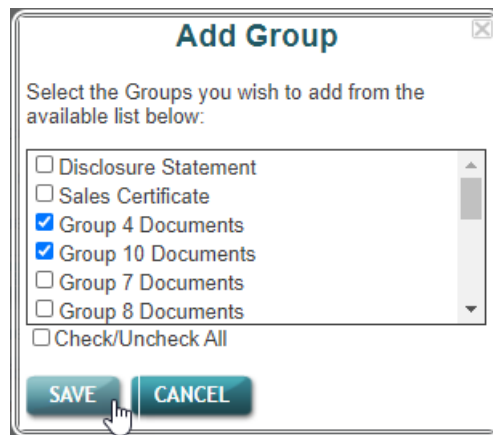 Add Group
Select the Groups you wish to add from the
available list below:
Disclosure Statement
Sales Certificate
Group 4 Documents
Group 10 Documents
Group 7 Documents
Group 8 Documents
Check/Uncheck All
SAVE CANCEL